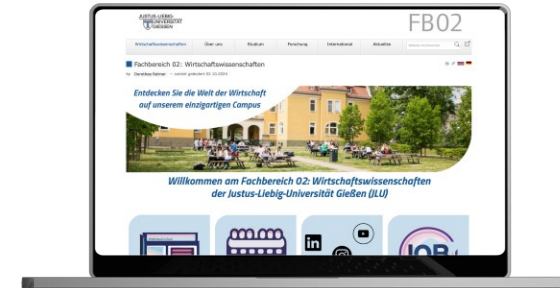 JUSTUS-LIEBIG-
UNIVERSITÄT
GIESSEN
FB02
Wirtschaftswissenschaften Über uns Studium Forschung International Aktuelles
Fachbereich 02: Wirtschaftswissenschaften
Entdecken Sie die Welt der Wirtschaft
auf unserem einzigartigen Campus
Willkommen am Fachbereich 02: Wirtschaftswissenschaften
der Justus-Liebig-Universität Gießen (JLU)
in
JOB